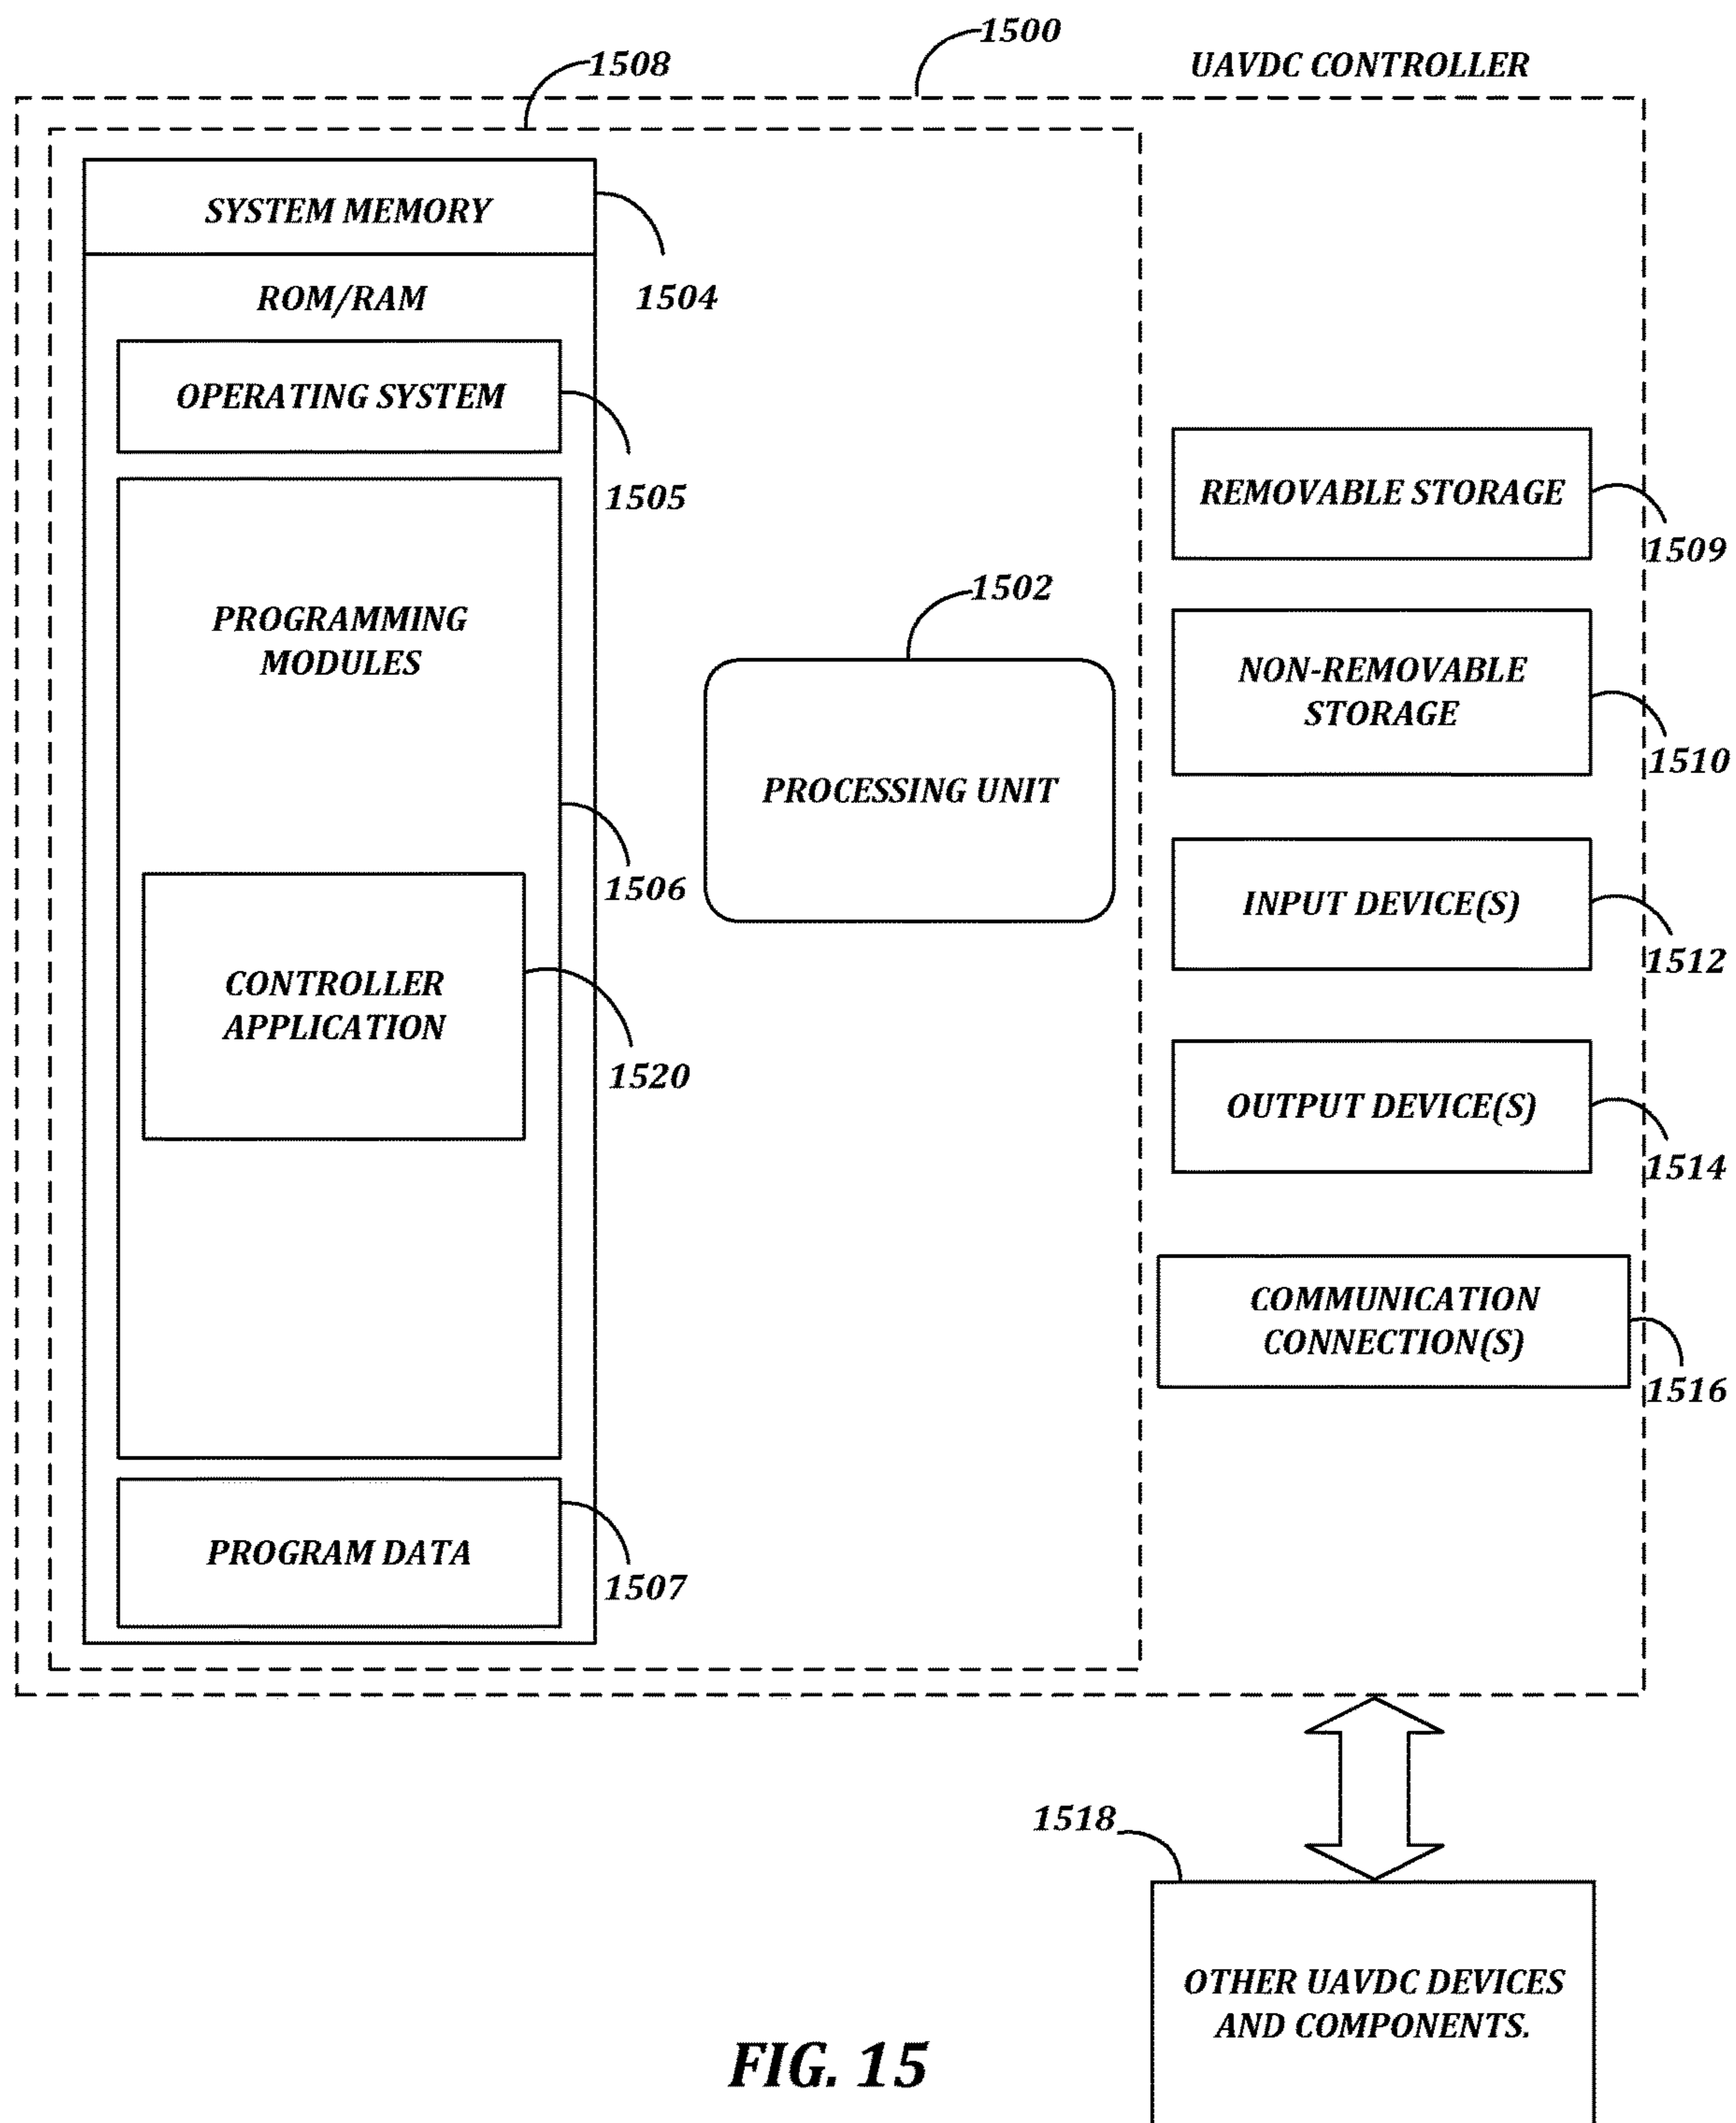 1500
1508
UAVDC CONTROLLER
SYSTEM MEMORY
1504
ROM/RAM
OPERATING SYSTEM
1505
PROGRAMMING
MODULES
1506
CONTROLLER
APPLICATION
1520
PROGRAM DATA
1507
1502
PROCESSING UNIT
REMOVABLE STORAGE
1509
NON-REMOVABLE
STORAGE
1510
INPUT DEVICE(S)
1512
OUTPUT DEVICE(S)
1514
COMMUNICATION
CONNECTION(S)
1516
1518
OTHER UAVDC DEVICES
AND COMPONENTS.
FIG. 15